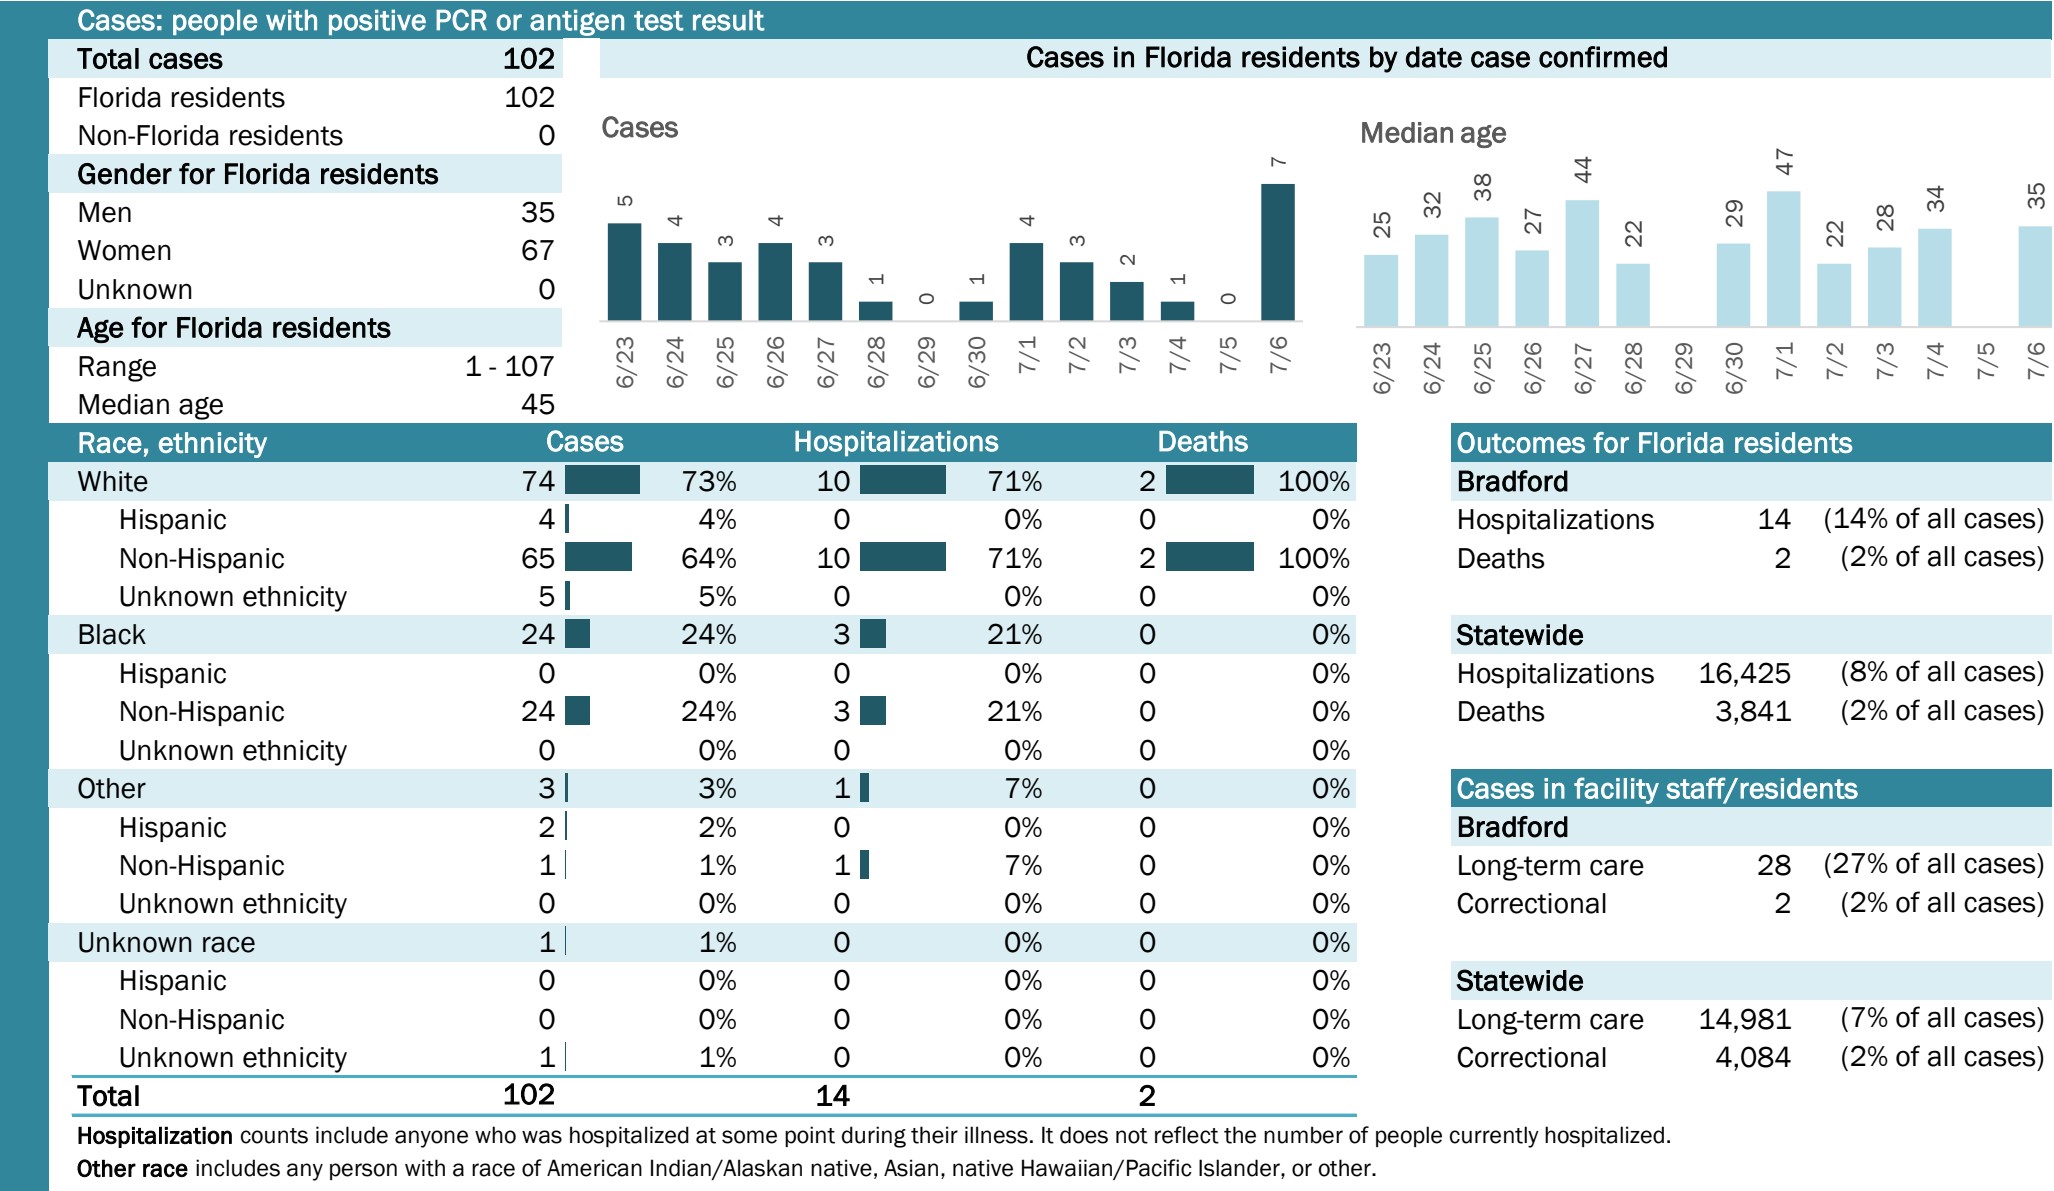 Cases: people with positive PCR or antigen test result
Total cases 102
Florida residents 102
Non-Florida residents 0
Gender for Florida residents
Men 35
Women 67
Unknown 0
Age for Florida residents
Range 1 - 107
Median age 45
Cases in Florida residents by date case confirmed
Cases
5 4 3 4 3 1 0 1 4 3 2 1 0 7
6/23 6/24 6/25 6/26 6/27 6/28 6/29 6/30 7/1 7/2 7/3 7/4 7/5 7/6
Median age
25 32 38 27 44 22 29 47 22 28 34 35
6/23 6/24 6/25 6/26 6/27 6/28 6/29 6/30 7/1 7/2 7/3 7/4 7/5 7/6
Race, ethnicity Cases Hospitalizations Deaths
White 74 73% 10 71% 2 100%
Hispanic 4 4% 0 0% 0 0%
Non-Hispanic 65 64% 10 71% 2 100%
Unknown ethnicity 5 5% 0 0% 0 0%
Black 24 24% 3 21% 0 0%
Hispanic 0 0% 0 0% 0 0%
Non-Hispanic 24 24% 3 21% 0 0%
Unknown ethnicity 0 0% 0 0% 0 0%
Other 3 3% 1 7% 0 0%
Hispanic 2 2% 0 0% 0 0%
Non-Hispanic 1 1% 1 7% 0 0%
Unknown ethnicity 0 0% 0 0% 0 0%
Unknown race 1 1% 0 0% 0 0%
Hispanic 0 0% 0 0% 0 0%
Non-Hispanic 0 0% 0 0% 0 0%
Unknown ethnicity 1 1% 0 0% 0 0%
Total 102 14 2
Outcomes for Florida residents
Bradford
Hospitalizations 14 (14% of all cases)
Deaths 2 (2% of all cases)
Statewide
Hospitalizations 16,425 (8% of all cases)
Deaths 3,841 (2% of all cases)
Cases in facility staff/residents
Bradford
Long-term care 28 (27% of all cases)
Correctional 2 (2% of all cases)
Statewide
Long-term care 14,981 (7% of all cases)
Correctional 4,084 (2% of all cases)
Hospitalization counts include anyone who was hospitalized at some point during their illness. It does not reflect the number of people currently hospitalized.
Other race includes any person with a race of American Indian/Alaskan native, Asian, native Hawaiian/Pacific Islander, or other.